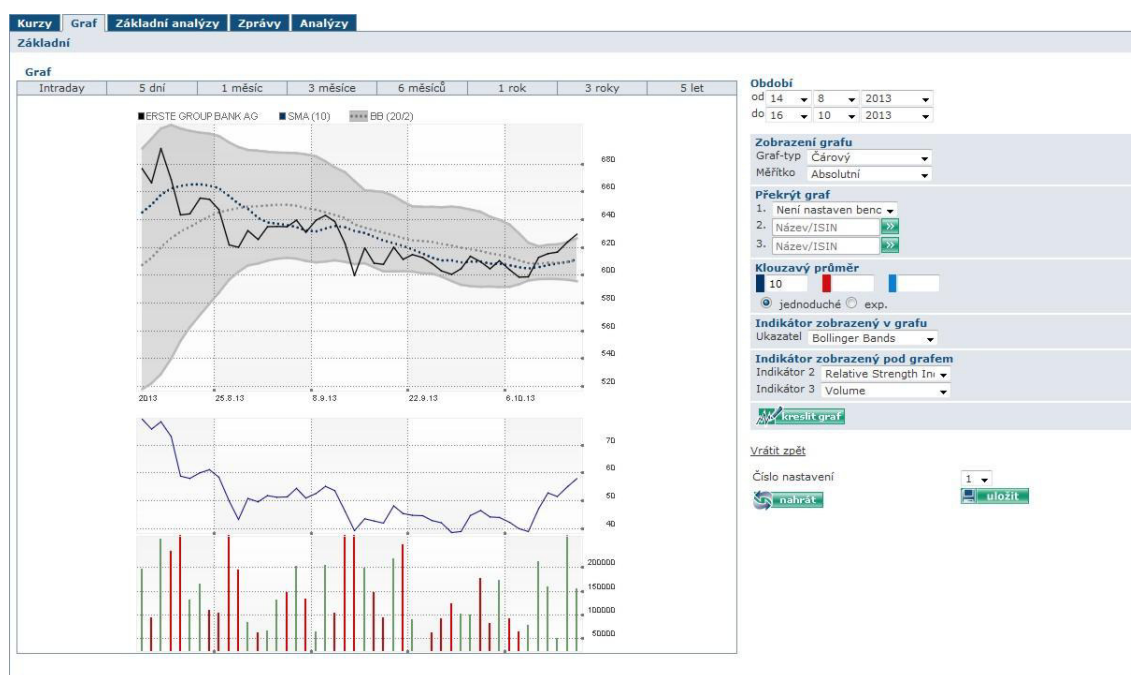 Kurzy Graf Základní analýzy Zprávy Analýzy
Základní
Graf
Intraday 5 dní 1 měsíc 3 měsíce 6 měsíců 1 rok 3 roky 5 let
ERSTE GROUP BANK AG SMA (10) BB (20/2)
680
660
640
620
600
580
560
540
520
2013 25.8.13 8.9.13 22.9.13 6.10.13
70
60
50
40
200000
150000
100000
50000
Období
od 14 8 2013
do 16 10 2013
Zobrazení grafu
Graf-typ Čárový
Měřítko Absolutní
Překrýt graf
1. Není nastaven benc
2. Název/ISIN »
3. Název/ISIN »
Klouzavý průměr
10
jednoduché exp.
Indikátor zobrazený v grafu
Ukazatel Bollinger Bands
Indikátor zobrazený pod grafem
Indikátor 2 Relative Strength In
Indikátor 3 Volume
kreslit graf
Vrátit zpět
Číslo nastavení 1
nahrát uložit